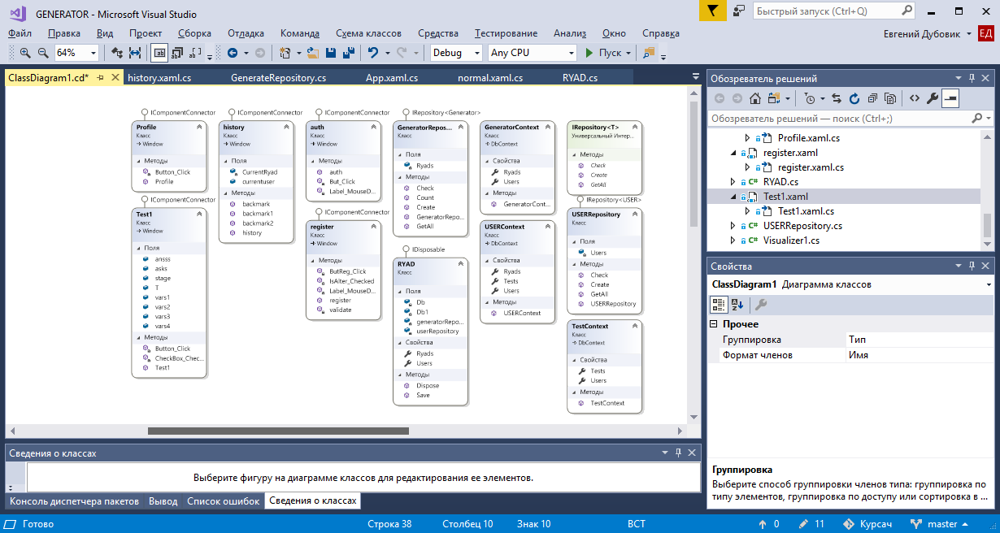 GENERATOR - Microsoft Visual Studio
Быстрый запуск (Ctrl+Q)
Файл Правка Вид Проект Сборка Отладка Команда Схема классов Средства Тестирование Анализ Окно Справка
Евгений Дубовик ЕД
64% Debug Any CPU Пуск
ClassDiagram1.cd* history.xaml.cs GenerateRepository.cs App.xaml.cs normal.xaml.cs RYAD.cs
IComponentConnector
Profile
Класс
Window
Методы
Button_Click
Profile
IComponentConnector
Test1
Класс
Window
Поля
ansss
asks
stage
T
vars1
vars2
vars3
vars4
Методы
Button_Click
CheckBox_Chec...
Test1
IComponentConnector
history
Класс
Window
Поля
CurrentRyad
currentuser
Методы
backmark
backmark1
backmark2
history
IComponentConnector
auth
Класс
Window
Методы
auth
But_Click
Label_MouseD...
IComponentConnector
register
Класс
Window
Методы
ButReg_Click
IsAlter_Checked
Label_MouseD...
register
validate
IRepository<Generator>
GeneratorRepos...
Класс
Поля
Ryads
Методы
Check
Count
Create
GeneratorRepo...
GetAll
IDisposable
RYAD
Класс
Поля
Db
Db1
generatorRepo...
userRepository
Свойства
Ryads
Users
Методы
Dispose
Save
GeneratorContext
Класс
DbContext
Свойства
Ryads
Users
Методы
GeneratorCont...
USERContext
Класс
DbContext
Свойства
Ryads
Tests
Users
Методы
USERContext
IRepository<T>
Универсальный Интер...
Методы
Check
Create
GetAll
IRepository<USER>
USERRepository
Класс
Поля
Users
Методы
Check
Create
GetAll
USERRepository
TestContext
Класс
DbContext
Свойства
Tests
Users
Методы
TestContext
Обозреватель решений
Обозреватель решений — поиск (Ctrl+;)
Profile.xaml.cs
register.xaml
register.xaml.cs
C# RYAD.cs
Test1.xaml
Test1.xaml.cs
C# USERRepository.cs
C# Visualizer1.cs
Свойства
ClassDiagram1 Диаграмма классов
Прочее
Группировка Тип
Формат членов Имя
Группировка
Выберите способ группировки членов типа: группировка по
типу элементов, группировка по доступу или сортировка в ...
Сведения о классах
Выберите фигуру на диаграмме классов для редактирования ее элементов.
Консоль диспетчера пакетов Вывод Список ошибок Сведения о классах
Готово Строка 38 Столбец 10 Знак 10 ВСТ 0 11 Курсач master